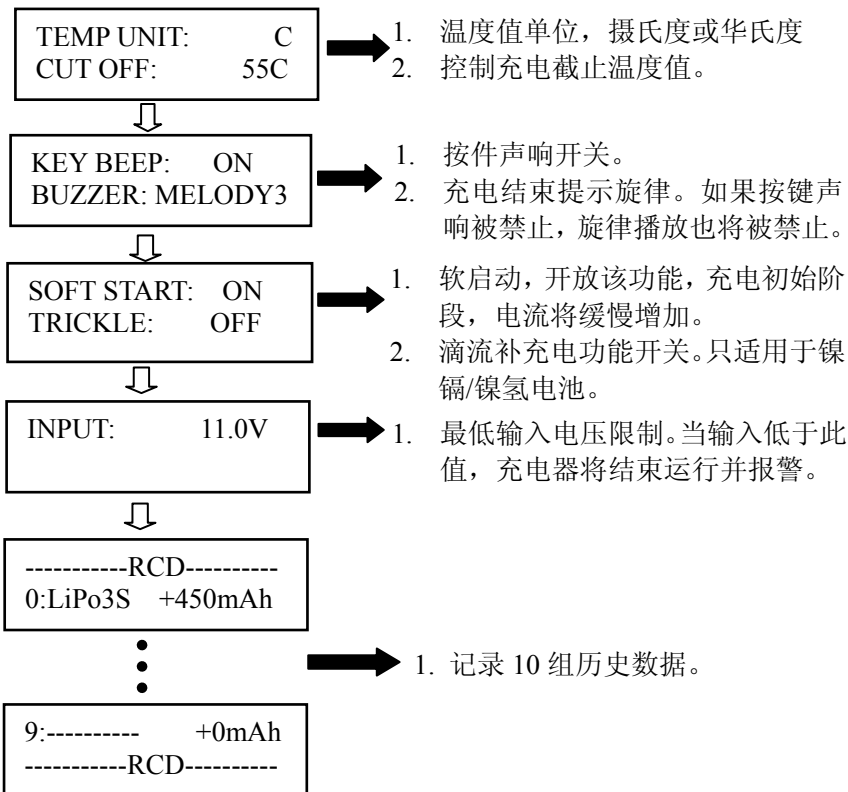 TEMP UNIT: C
CUT OFF: 55C
1. 温度值单位，摄氏度或华氏度
2. 控制充电截止温度值。
KEY BEEP: ON
BUZZER: MELODY3
1. 按件声响开关。
2. 充电结束提示旋律。如果按键声
响被禁止，旋律播放也将被禁止。
SOFT START: ON
TRICKLE: OFF
1. 软启动，开放该功能，充电初始阶
段，电流将缓慢增加。
2. 滴流补充电功能开关。只适用于镍
镉/镍氢电池。
INPUT: 11.0V
1. 最低输入电压限制。当输入低于此
值，充电器将结束运行并报警。
-----------RCD----------
0:LiPo3S +450mAh
1. 记录 10 组历史数据。
9:---------- +0mAh
-----------RCD----------